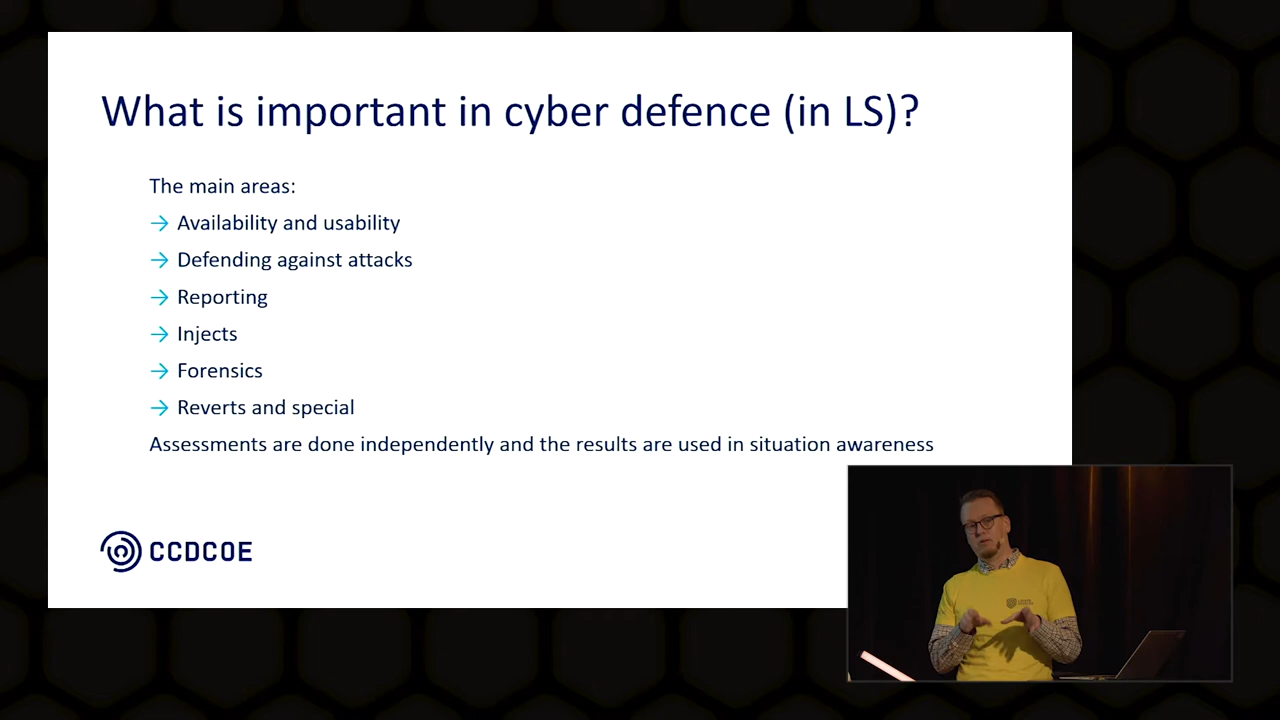 What is important in cyber defence (in LS)?
The main areas:
→ Availability and usability
→ Defending against attacks
→ Reporting
→ Injects
→ Forensics
→ Reverts and special
Assessments are done independently and the results are used in situation awareness
CCDCOE